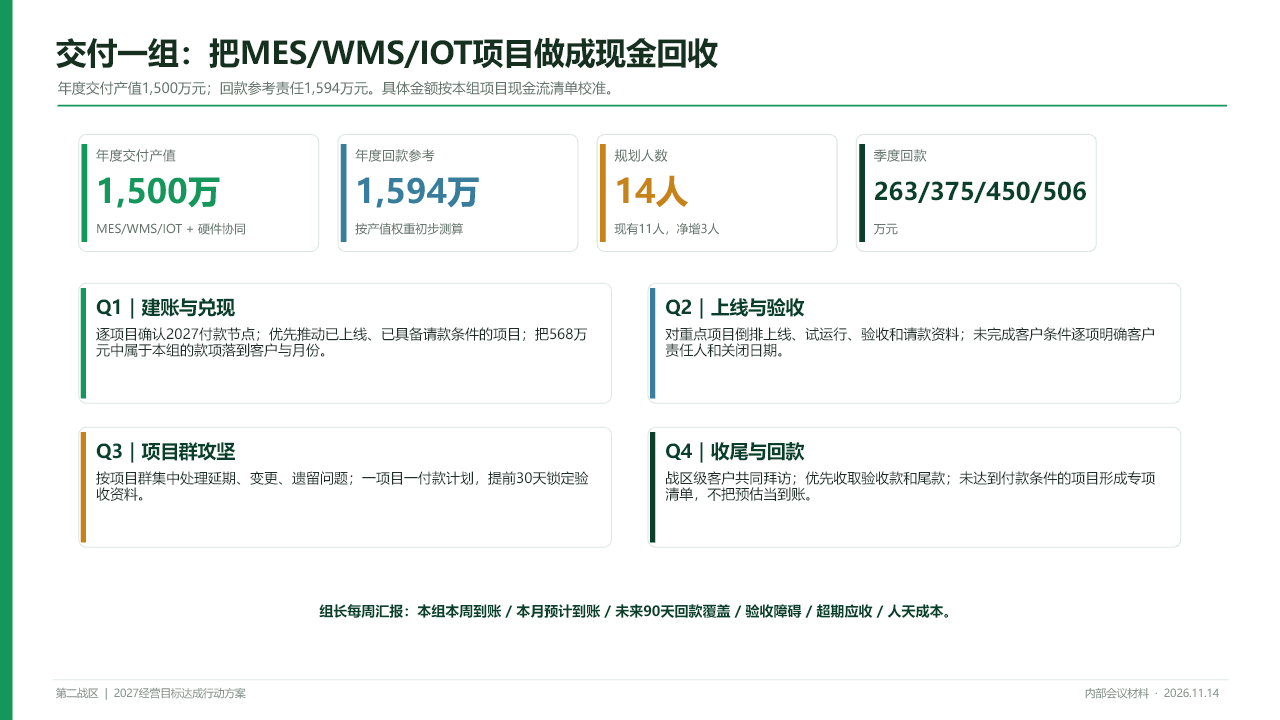 交付一组：把MES/WMS/IOT项目做成现金回收
年度交付产值1,500万元；回款参考责任1,594万元。具体金额按本组项目现金流清单校准。
年度交付产值
1,500万
MES/WMS/IOT + 硬件协同
年度回款参考
1,594万
按产值权重初步测算
规划人数
14人
现有11人，净增3人
季度回款
263/375/450/506
万元
Q1｜建账与兑现
逐项目确认2027付款节点；优先推动已上线、已具备请款条件的项目；把568万
元中属于本组的款项落到客户与月份。
Q2｜上线与验收
对重点项目倒排上线、试运行、验收和请款资料；未完成客户条件逐项明确客户
责任人和关闭日期。
Q3｜项目群攻坚
按项目群集中处理延期、变更、遗留问题；一项目一付款计划，提前30天锁定验
收资料。
Q4｜收尾与回款
战区级客户共同拜访；优先收取验收款和尾款；未达到付款条件的项目形成专项
清单，不把预估当到账。
组长每周汇报：本组本周到账 / 本月预计到账 / 未来90天回款覆盖 / 验收障碍 / 超期应收 / 人天成本。
第二战区 | 2027经营目标达成行动方案
内部会议材料 · 2026.11.14